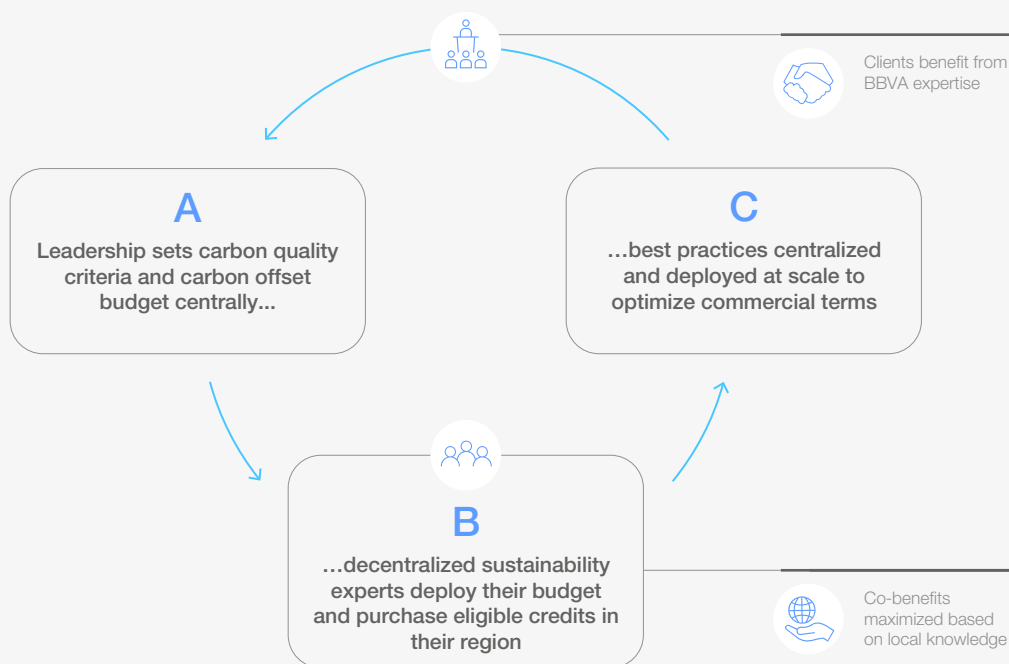 Clients benefit from
BBVA expertise
A
Leadership sets carbon quality
criteria and carbon offset
budget centrally...
C
...best practices centralized
and deployed at scale to
optimize commercial terms
B
...decentralized sustainability
experts deploy their budget
and purchase eligible credits in
their region
Co-benefits
maximized based
on local knowledge